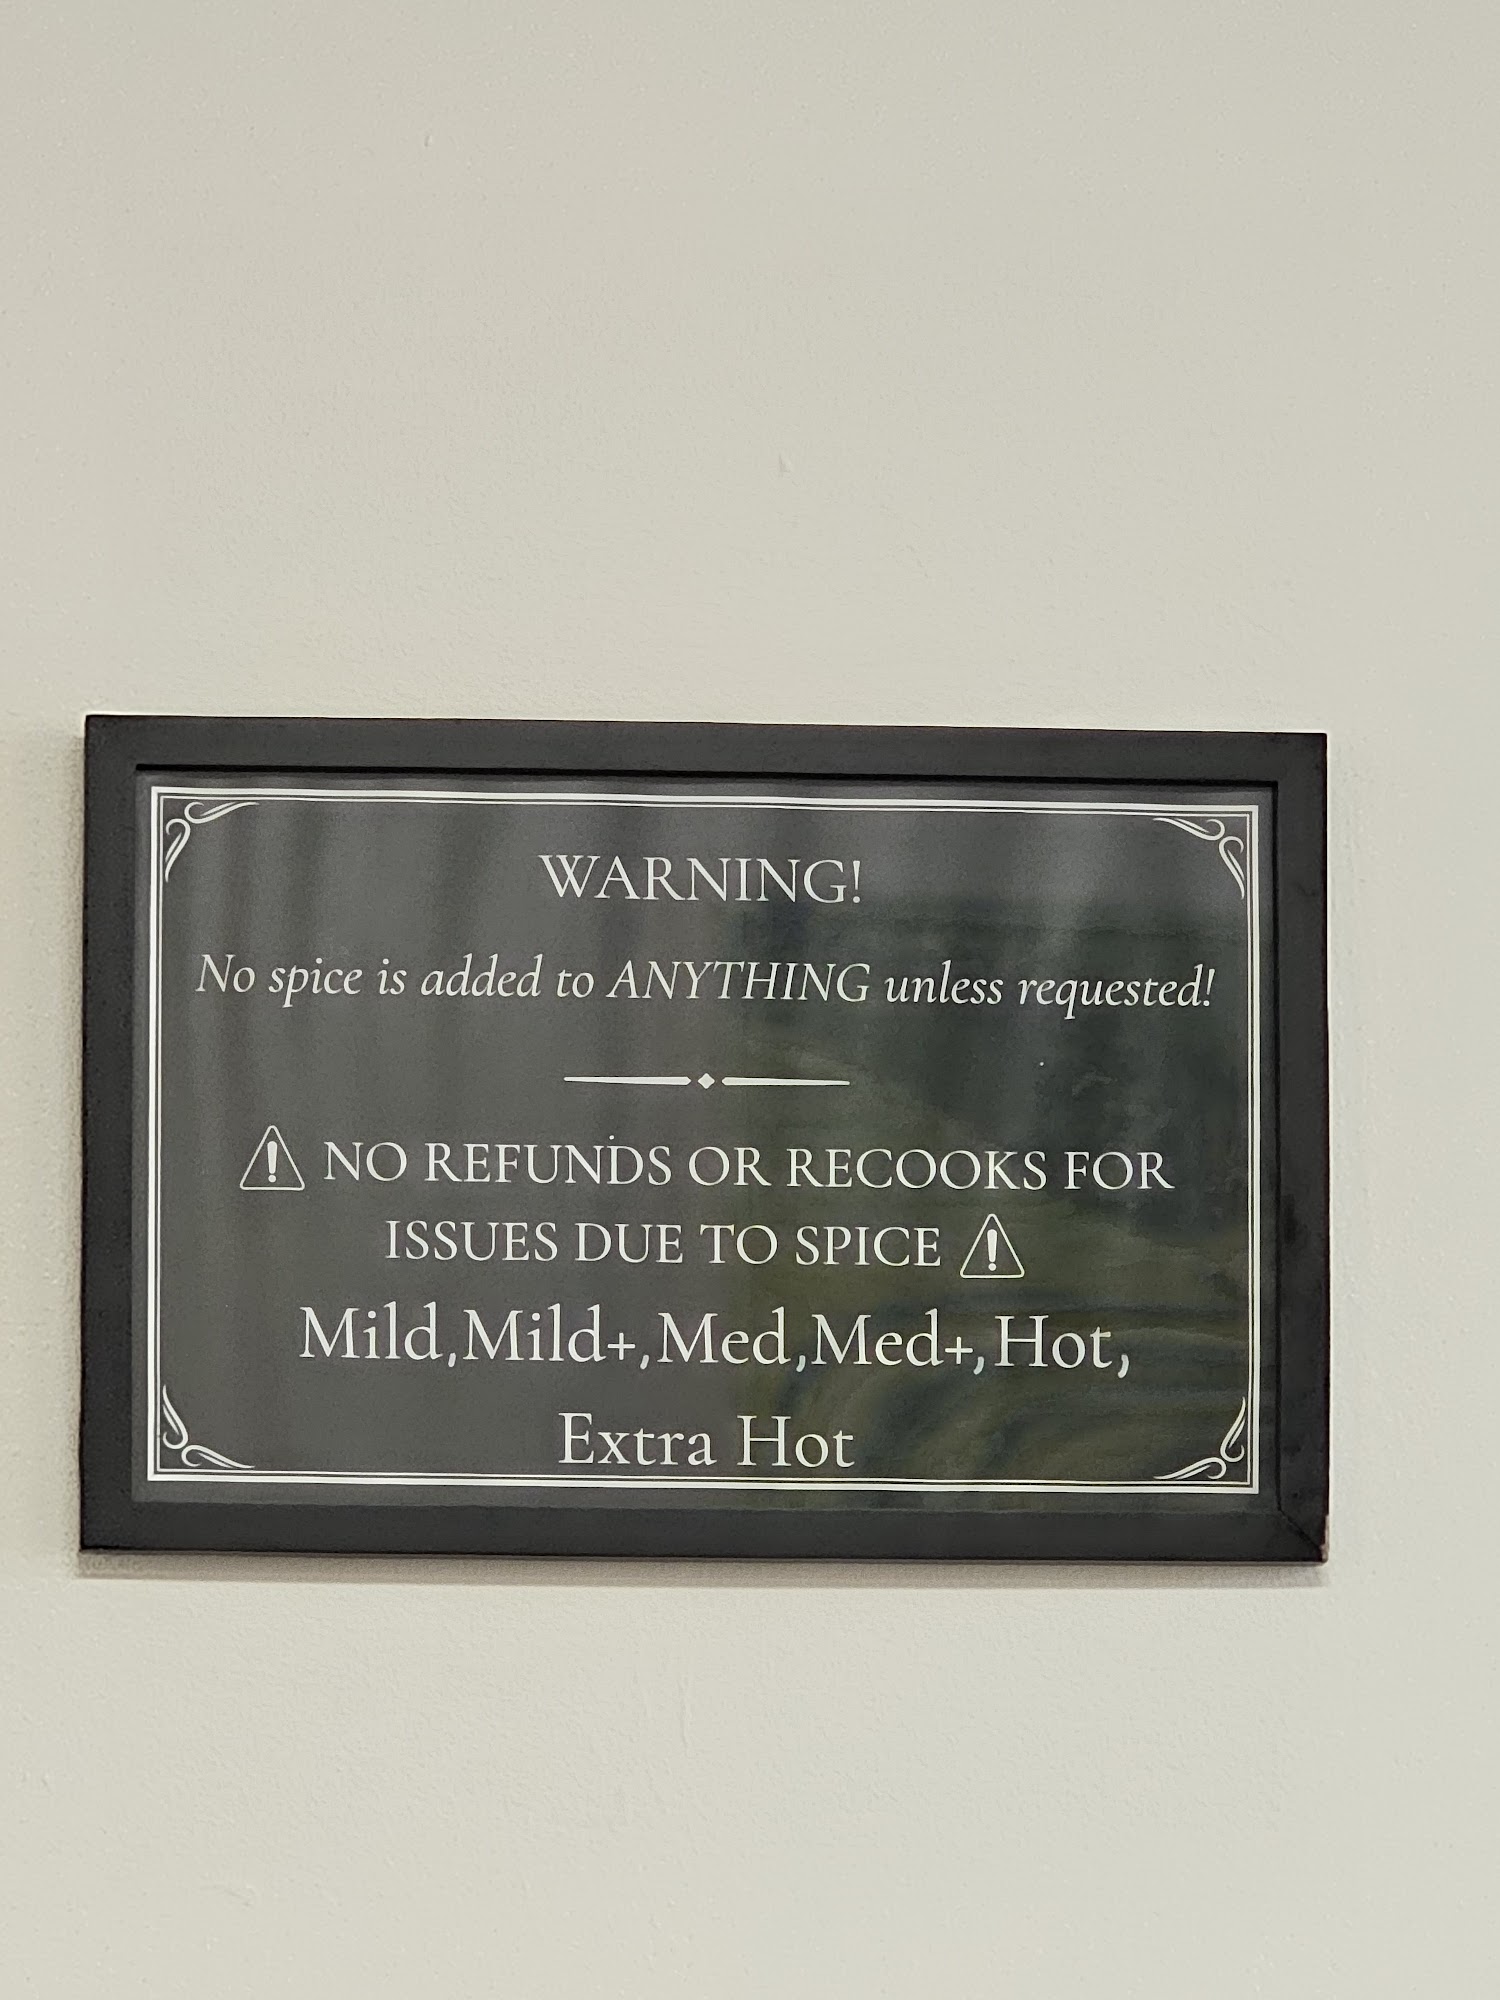 WARNING!
No spice is added to ANYTHING unless requested!
⚠ NO REFUNDS OR RECOOKS FOR
ISSUES DUE TO SPICE ⚠
Mild,Mild+,Med,Med+,Hot,
Extra Hot